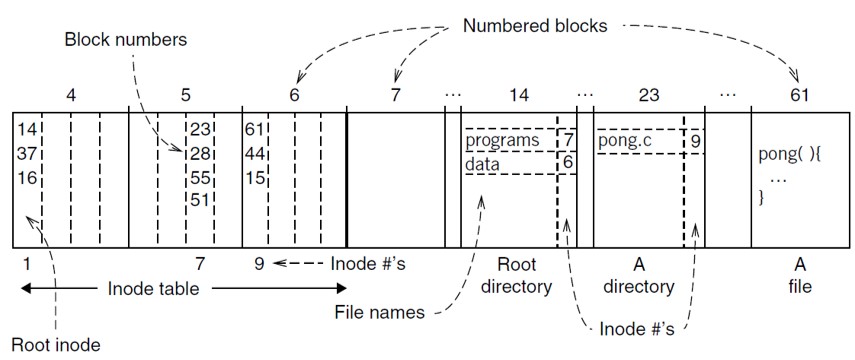 Numbered blocks
Block numbers
4 5 6 7 ... 14 ... 23 ... 61
14 23 61
37 28 44
16 55 15
51
programs 7
data 6
pong.c 9
pong( ){
...
}
1 7 9 Inode #'s
Inode table
Root
directory
A
directory
A
file
File names
Inode #'s
Root inode